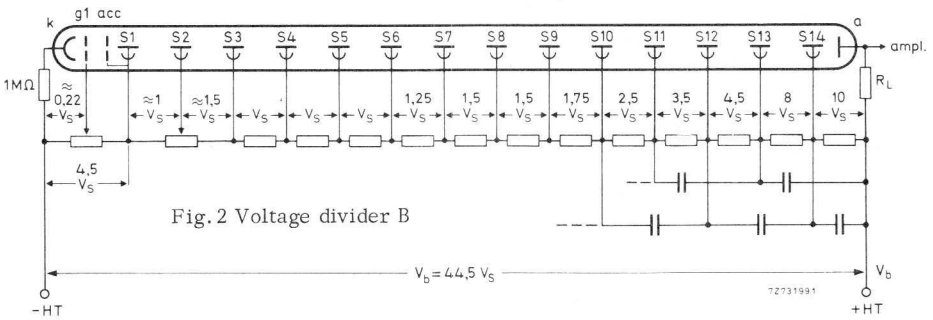 k g1 acc S1 S2 S3 S4 S5 S6 S7 S8 S9 S10 S11 S12 S13 S14 a
ampl.
1MΩ
R_L
≈ 0,22 V_S
≈1 V_S
≈1,5 V_S
V_S
V_S
V_S
1,25 V_S
1,5 V_S
1,5 V_S
1,75 V_S
2,5 V_S
3,5 V_S
4,5 V_S
8 V_S
10 V_S
4,5 V_S
Fig. 2 Voltage divider B
V_b = 44,5 V_S
V_b
7Z73199.1
-HT
+HT